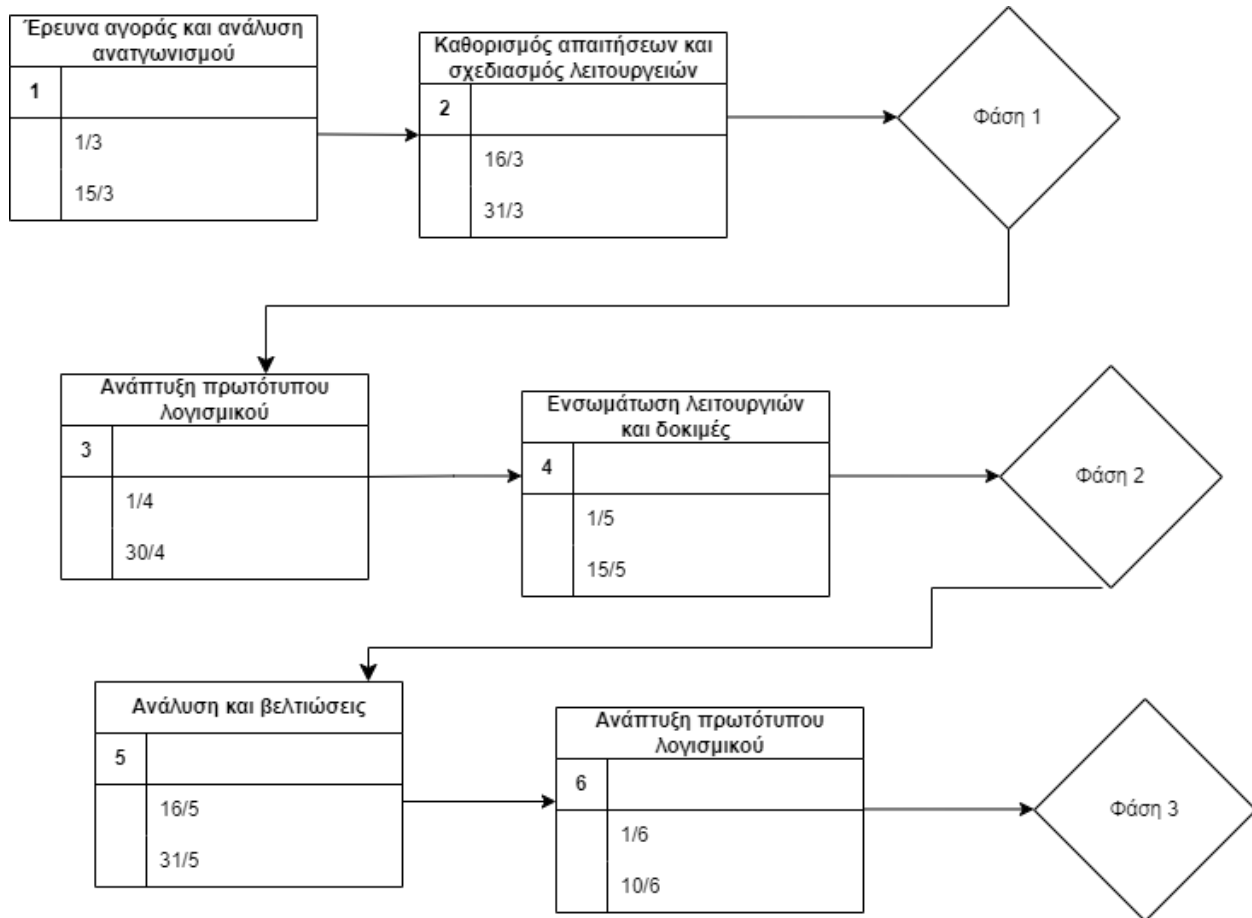 Έρευνα αγοράς και ανάλυση
ανατγωνισμού
1
1/3
15/3
Καθορισμός απαιτήσεων και
σχεδιασμός λειτουργειών
2
16/3
31/3
Φάση 1
Ανάπτυξη πρωτότυπου
λογισμικού
3
1/4
30/4
Ενσωμάτωση λειτουργιών
και δοκιμές
4
1/5
15/5
Φάση 2
Ανάλυση και βελτιώσεις
5
16/5
31/5
Ανάπτυξη πρωτότυπου
λογισμικού
6
1/6
10/6
Φάση 3